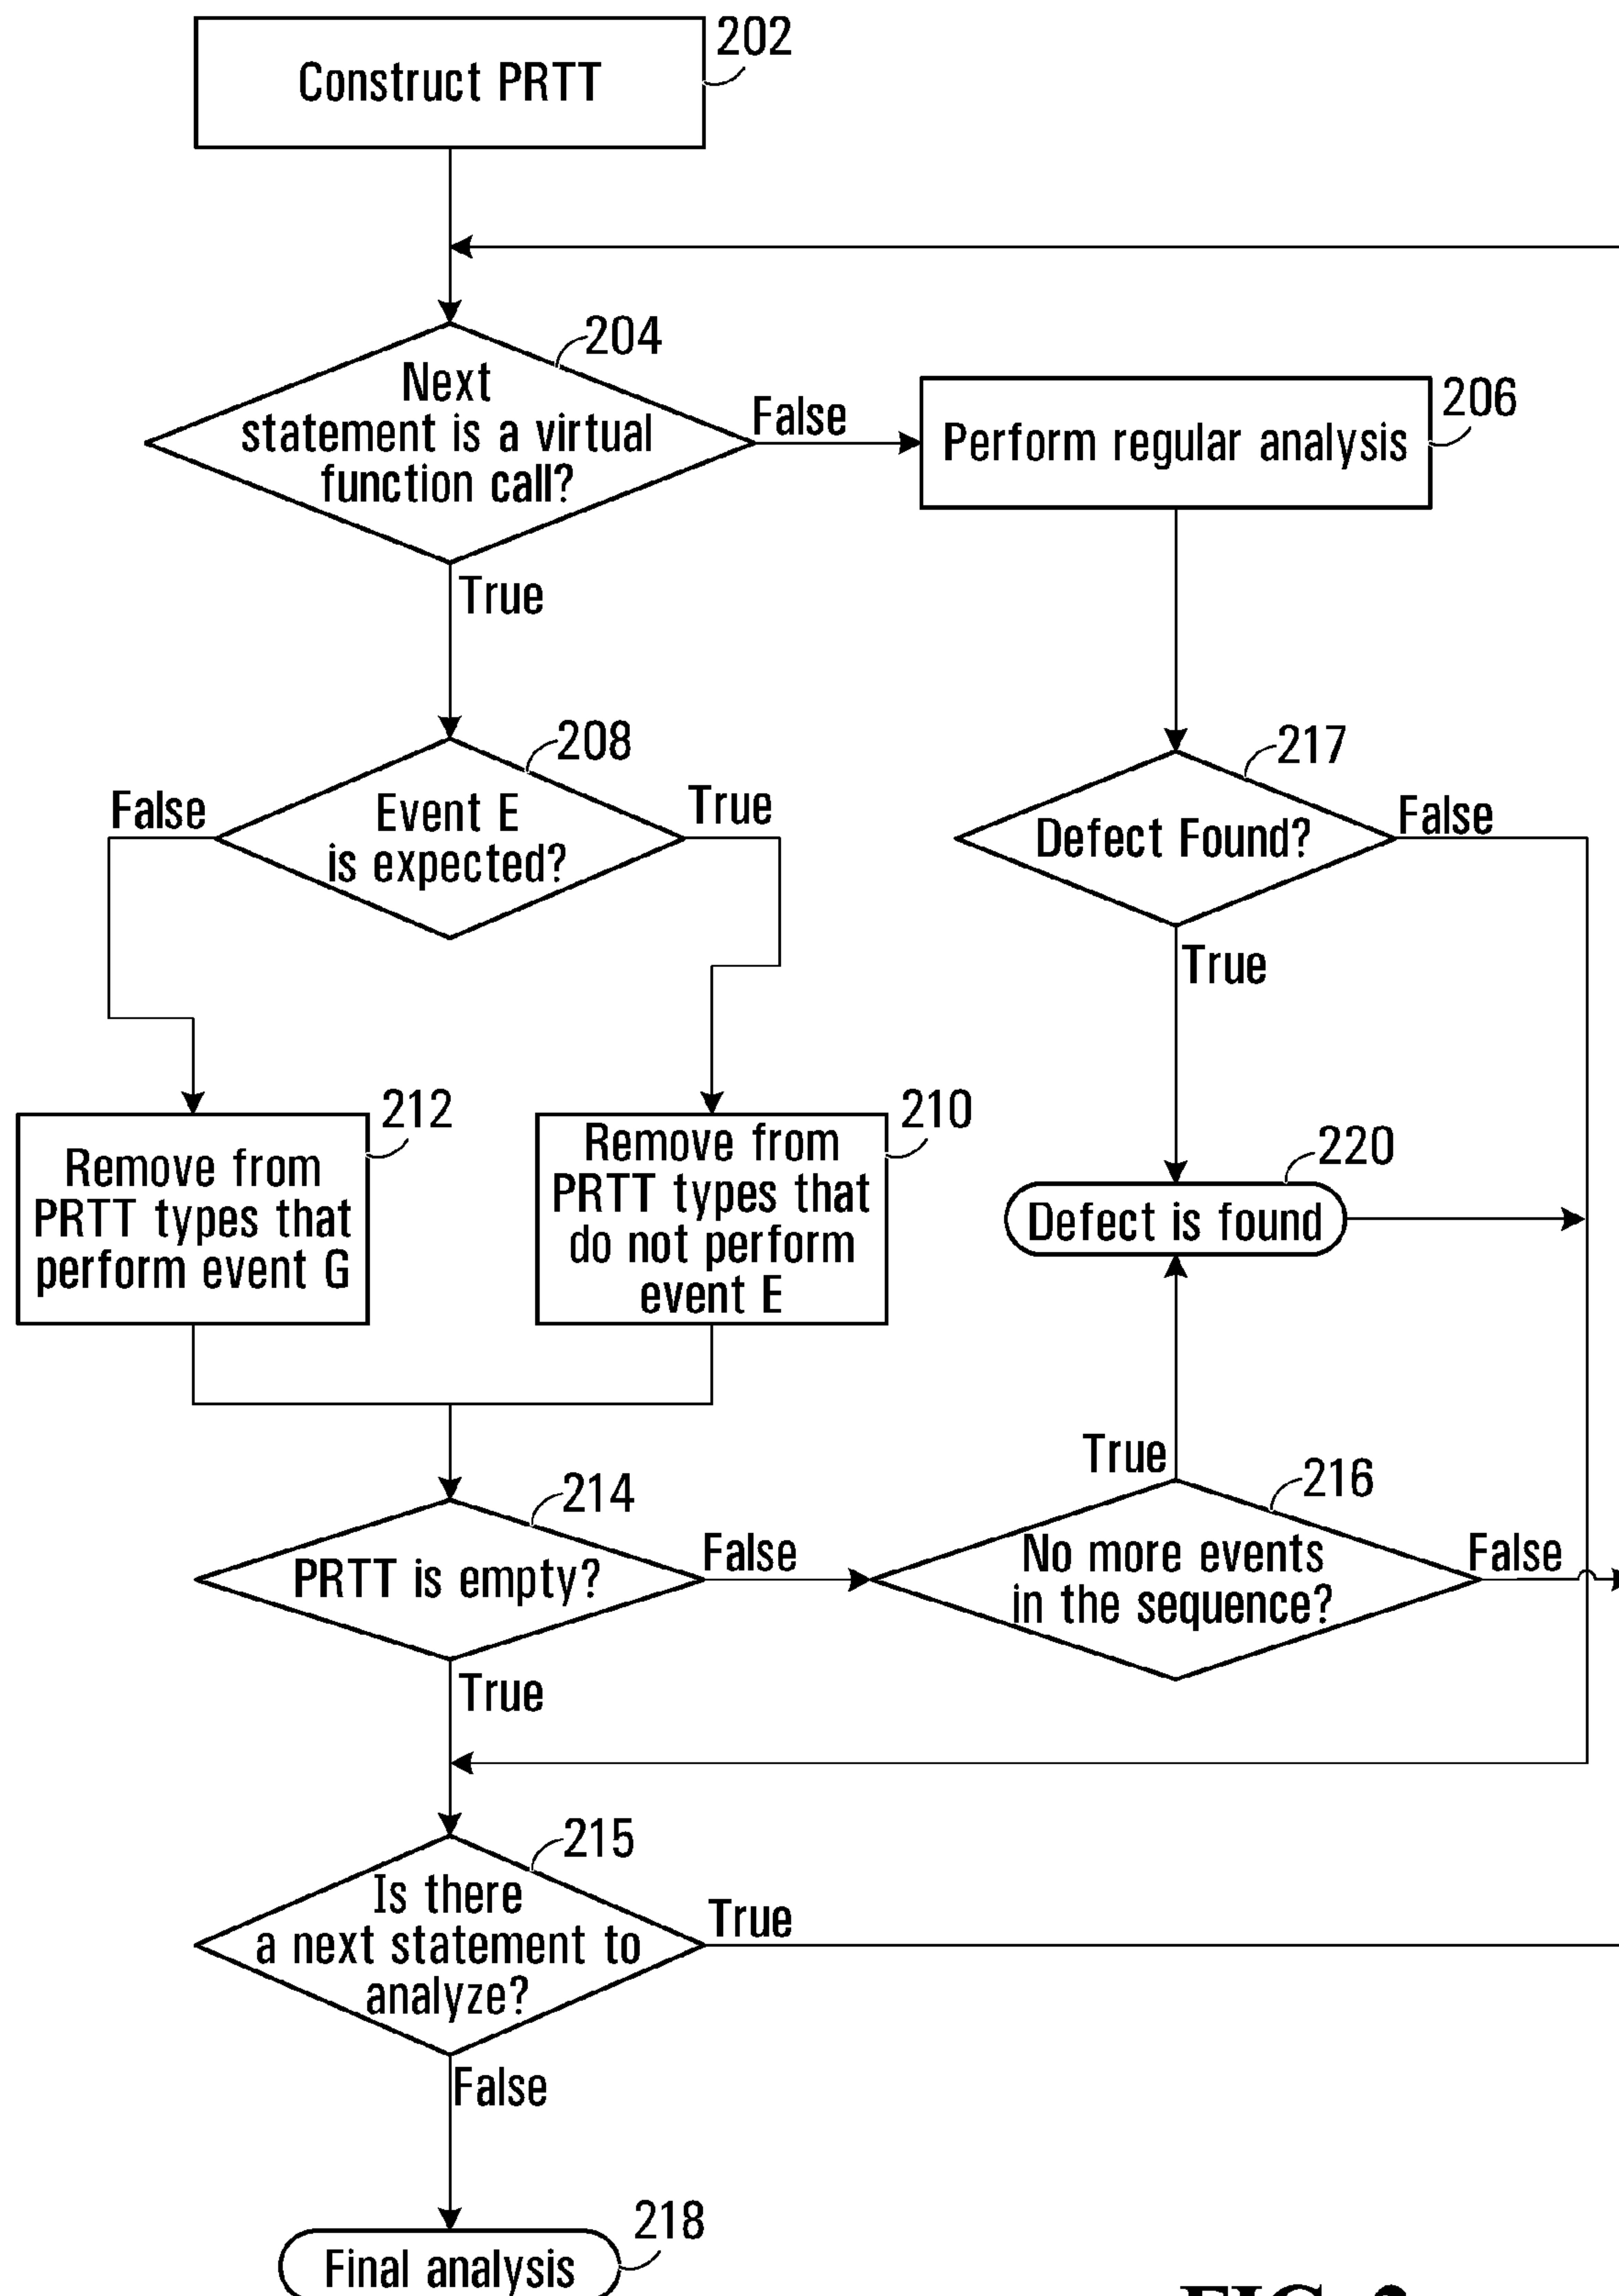 202
Construct PRTT
204
Next
statement is a virtual
function call?
False
206
Perform regular analysis
True
208
Event E
is expected?
False
True
217
Defect Found?
False
True
212
Remove from
PRTT types that
perform event G
210
Remove from
PRTT types that
do not perform
event E
220
Defect is found
True
214
PRTT is empty?
False
216
No more events
in the sequence?
False
True
215
Is there
a next statement to
analyze?
True
False
218
Final analysis